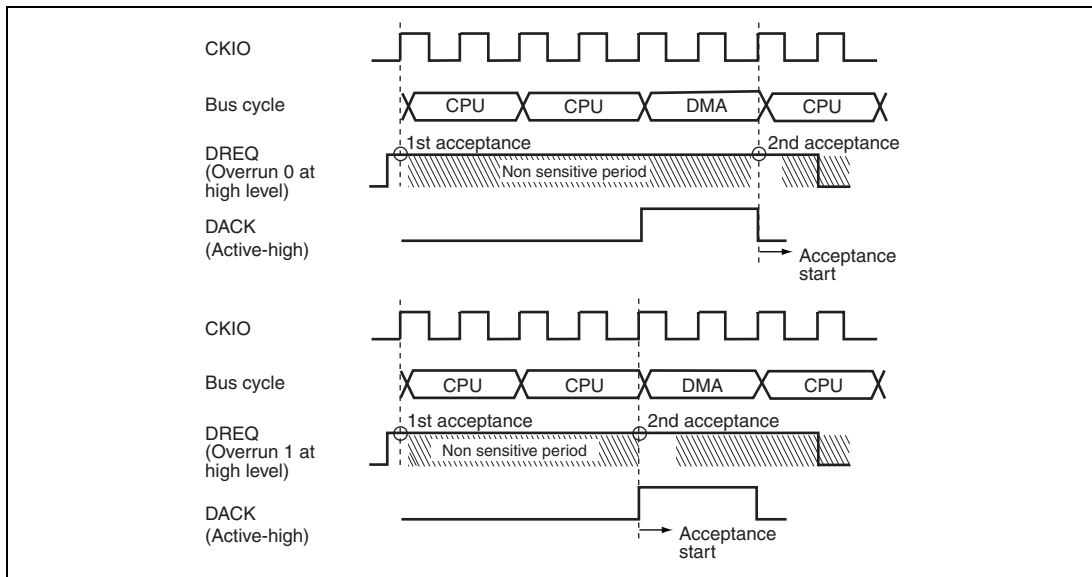 CKIO
Bus cycle
CPU CPU DMA CPU
1st acceptance 2nd acceptance
DREQ
(Overrun 0 at
high level)
Non sensitive period
DACK
(Active-high)
Acceptance
start
CKIO
Bus cycle
CPU CPU DMA CPU
1st acceptance 2nd acceptance
DREQ
(Overrun 1 at
high level)
Non sensitive period
DACK
(Active-high)
Acceptance
start